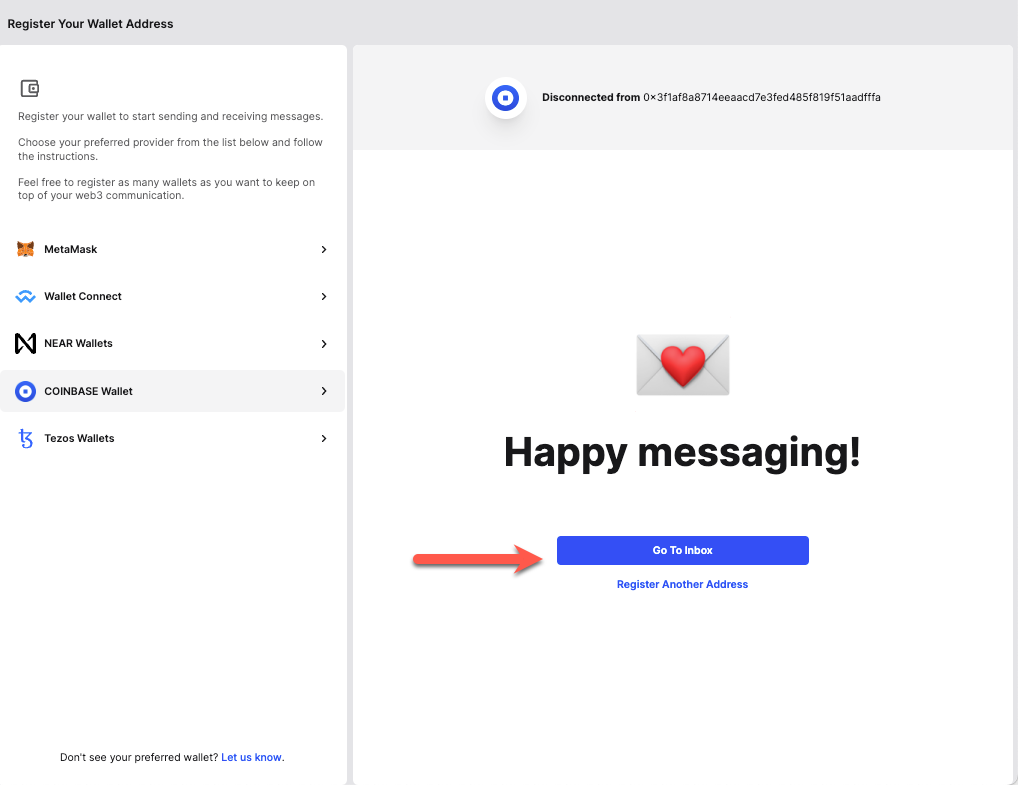 Register Your Wallet Address
Register your wallet to start sending and receiving messages.
Choose your preferred provider from the list below and follow
the instructions.
Feel free to register as many wallets as you want to keep on
top of your web3 communication.
MetaMask
Wallet Connect
NEAR Wallets
COINBASE Wallet
Tezos Wallets
Don't see your preferred wallet? Let us know.
Disconnected from 0x3f1af8a8714eeaacd7e3fed485f819f51aadfffa
Happy messaging!
Go To Inbox
Register Another Address